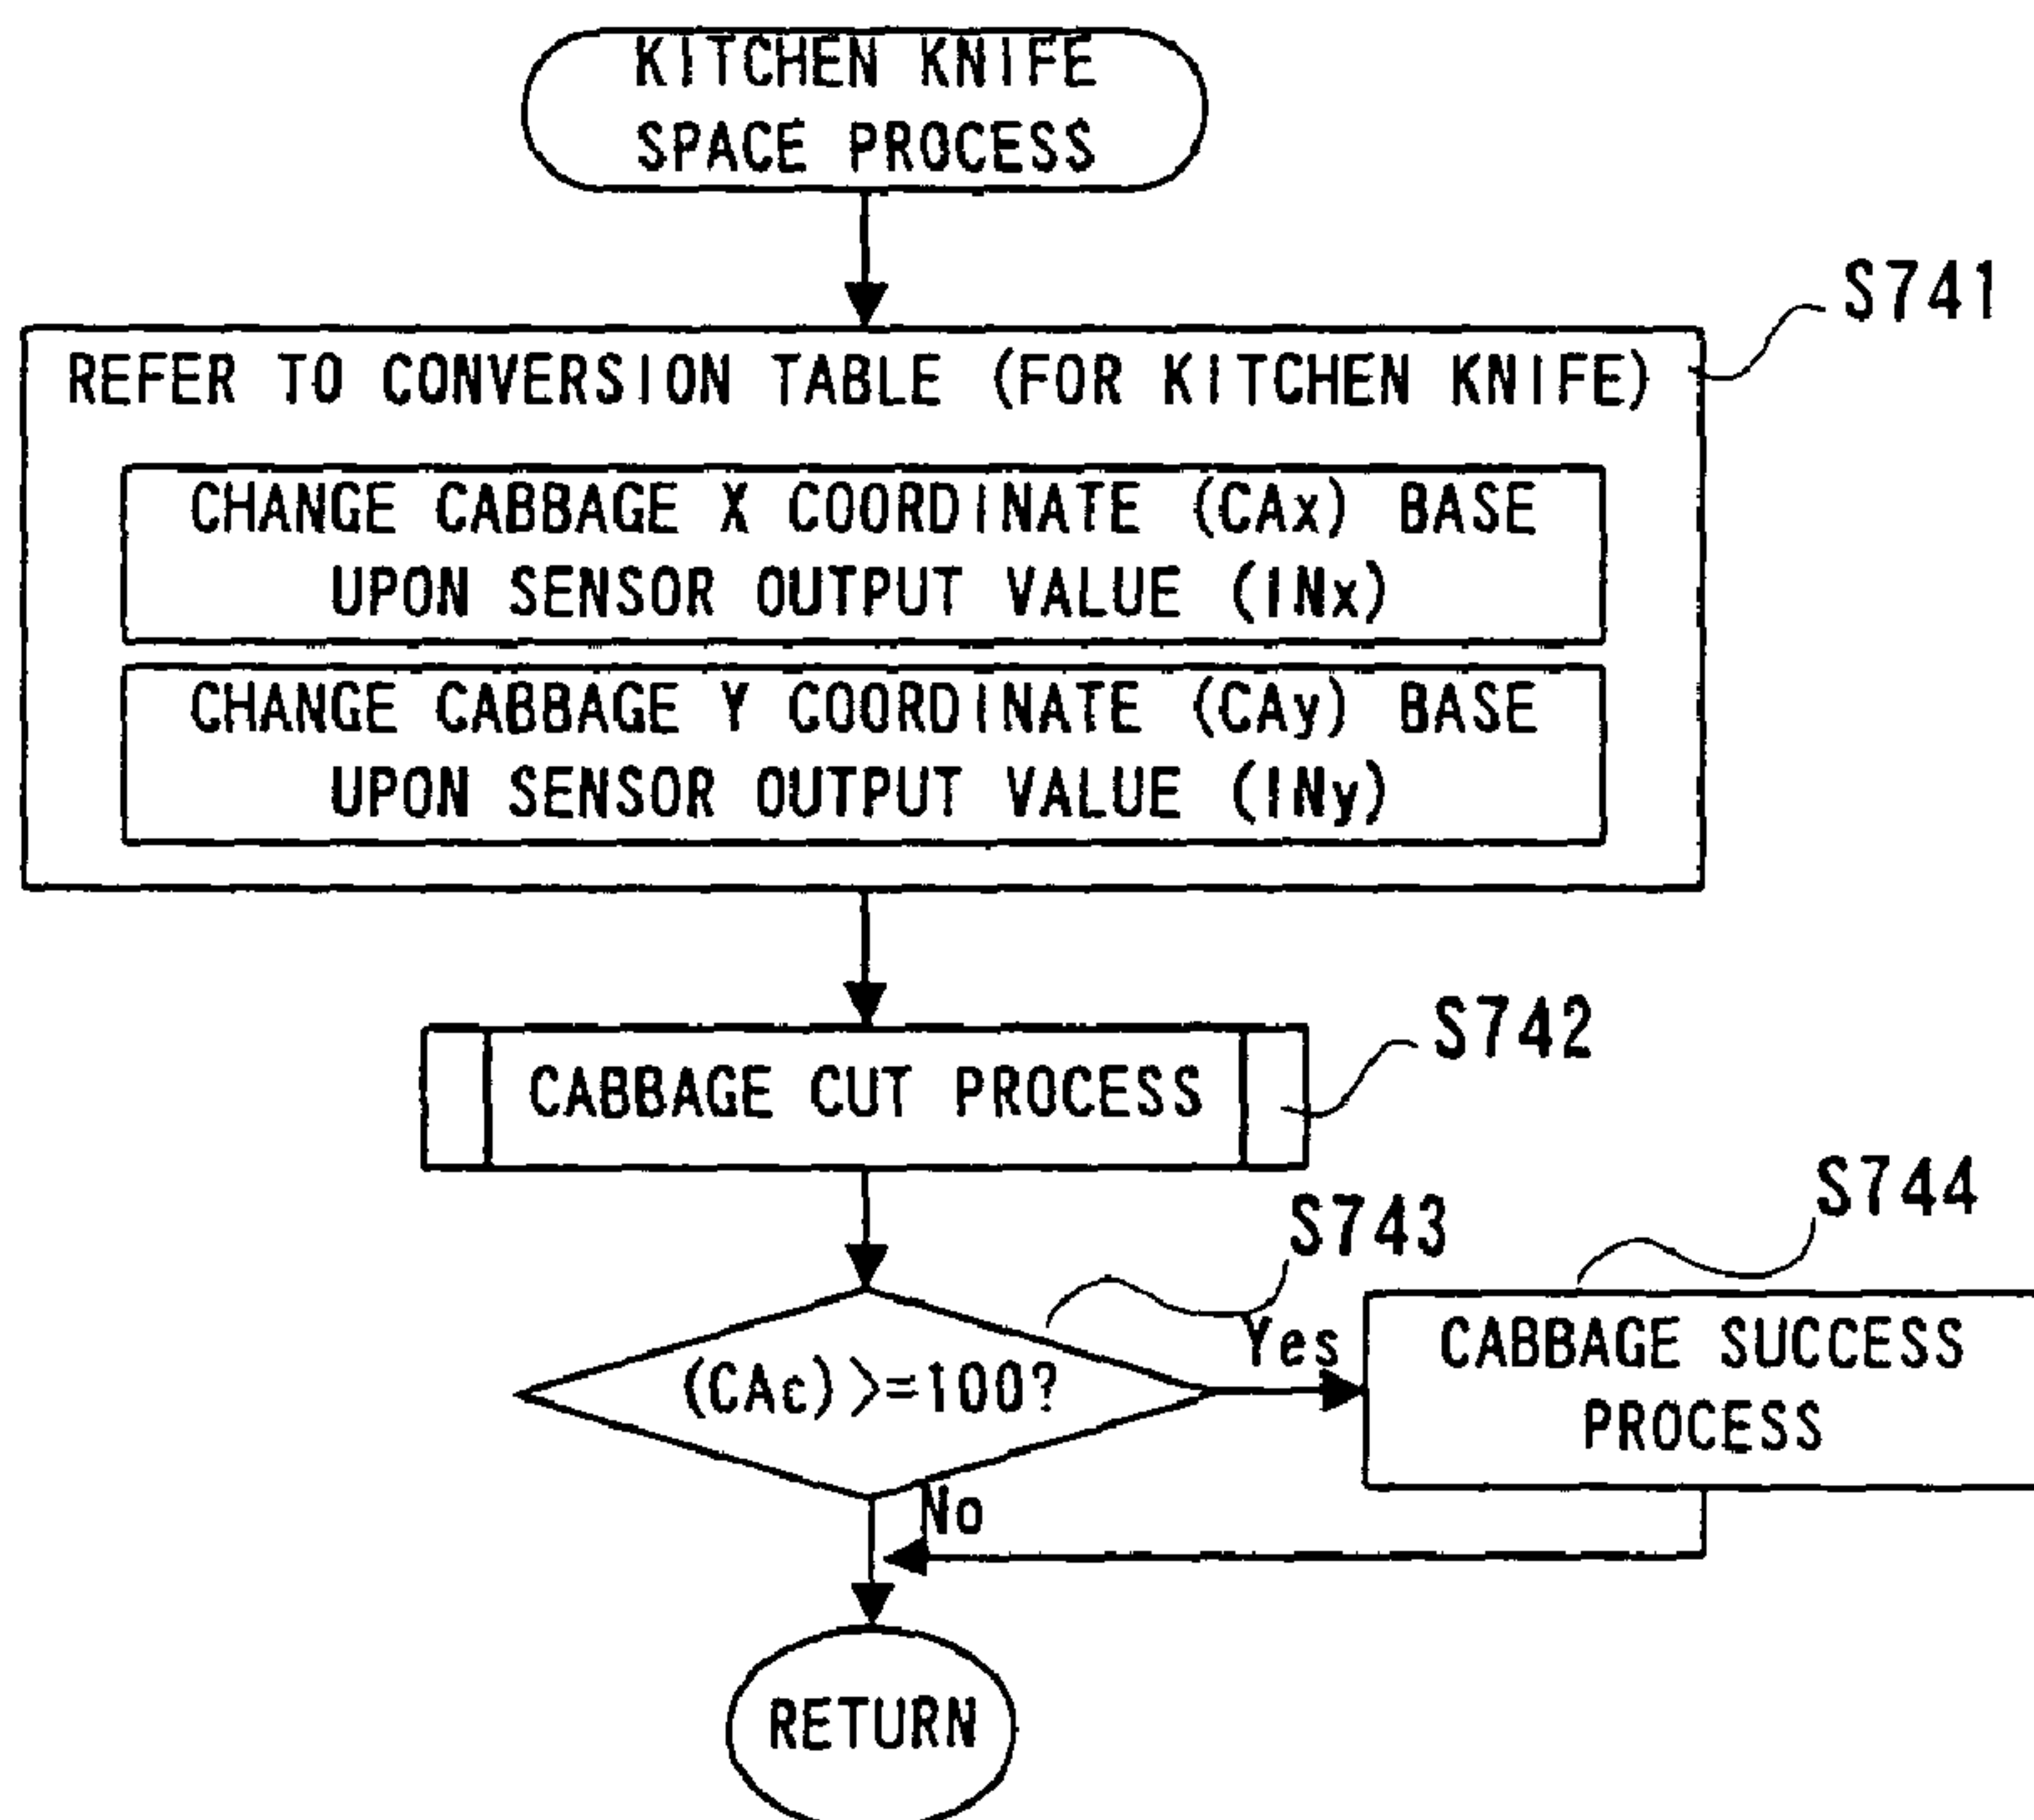 KITCHEN KNIFE
SPACE PROCESS
S741
REFER TO CONVERSION TABLE (FOR KITCHEN KNIFE)
CHANGE CABBAGE X COORDINATE (CAx) BASE
UPON SENSOR OUTPUT VALUE (INx)
CHANGE CABBAGE Y COORDINATE (CAy) BASE
UPON SENSOR OUTPUT VALUE (INy)
S742
CABBAGE CUT PROCESS
S743
S744
(CAc)>=100?
Yes
CABBAGE SUCCESS
PROCESS
No
RETURN